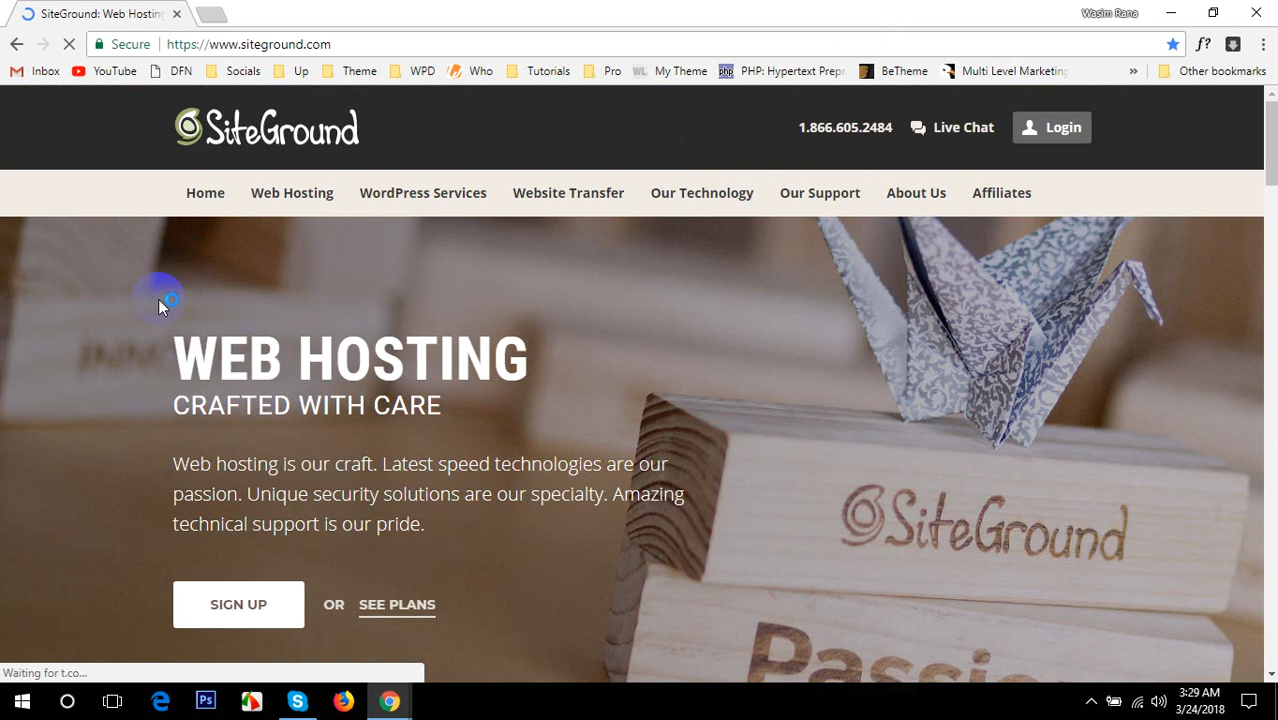 SiteGround: Web Hosting
Wasim Rana
Secure
https://www.siteground.com
f?
Inbox
YouTube
DFN
Socials
Up
Theme
WPD
Who
Tutorials
Pro
WL
My Theme
php
PHP: Hypertext Prepr
BeTheme
Multi Level Marketing
»
Other bookmarks
SiteGround
1.866.605.2484
Live Chat
Login
Home
Web Hosting
WordPress Services
Website Transfer
Our Technology
Our Support
About Us
Affiliates
WEB HOSTING
CRAFTED WITH CARE
Web hosting is our craft. Latest speed technologies are our
passion. Unique security solutions are our specialty. Amazing
technical support is our pride.
SiteGround
SIGN UP
OR
SEE PLANS
Passion
Waiting for t.co...
Ps
3:29 AM
3/24/2018